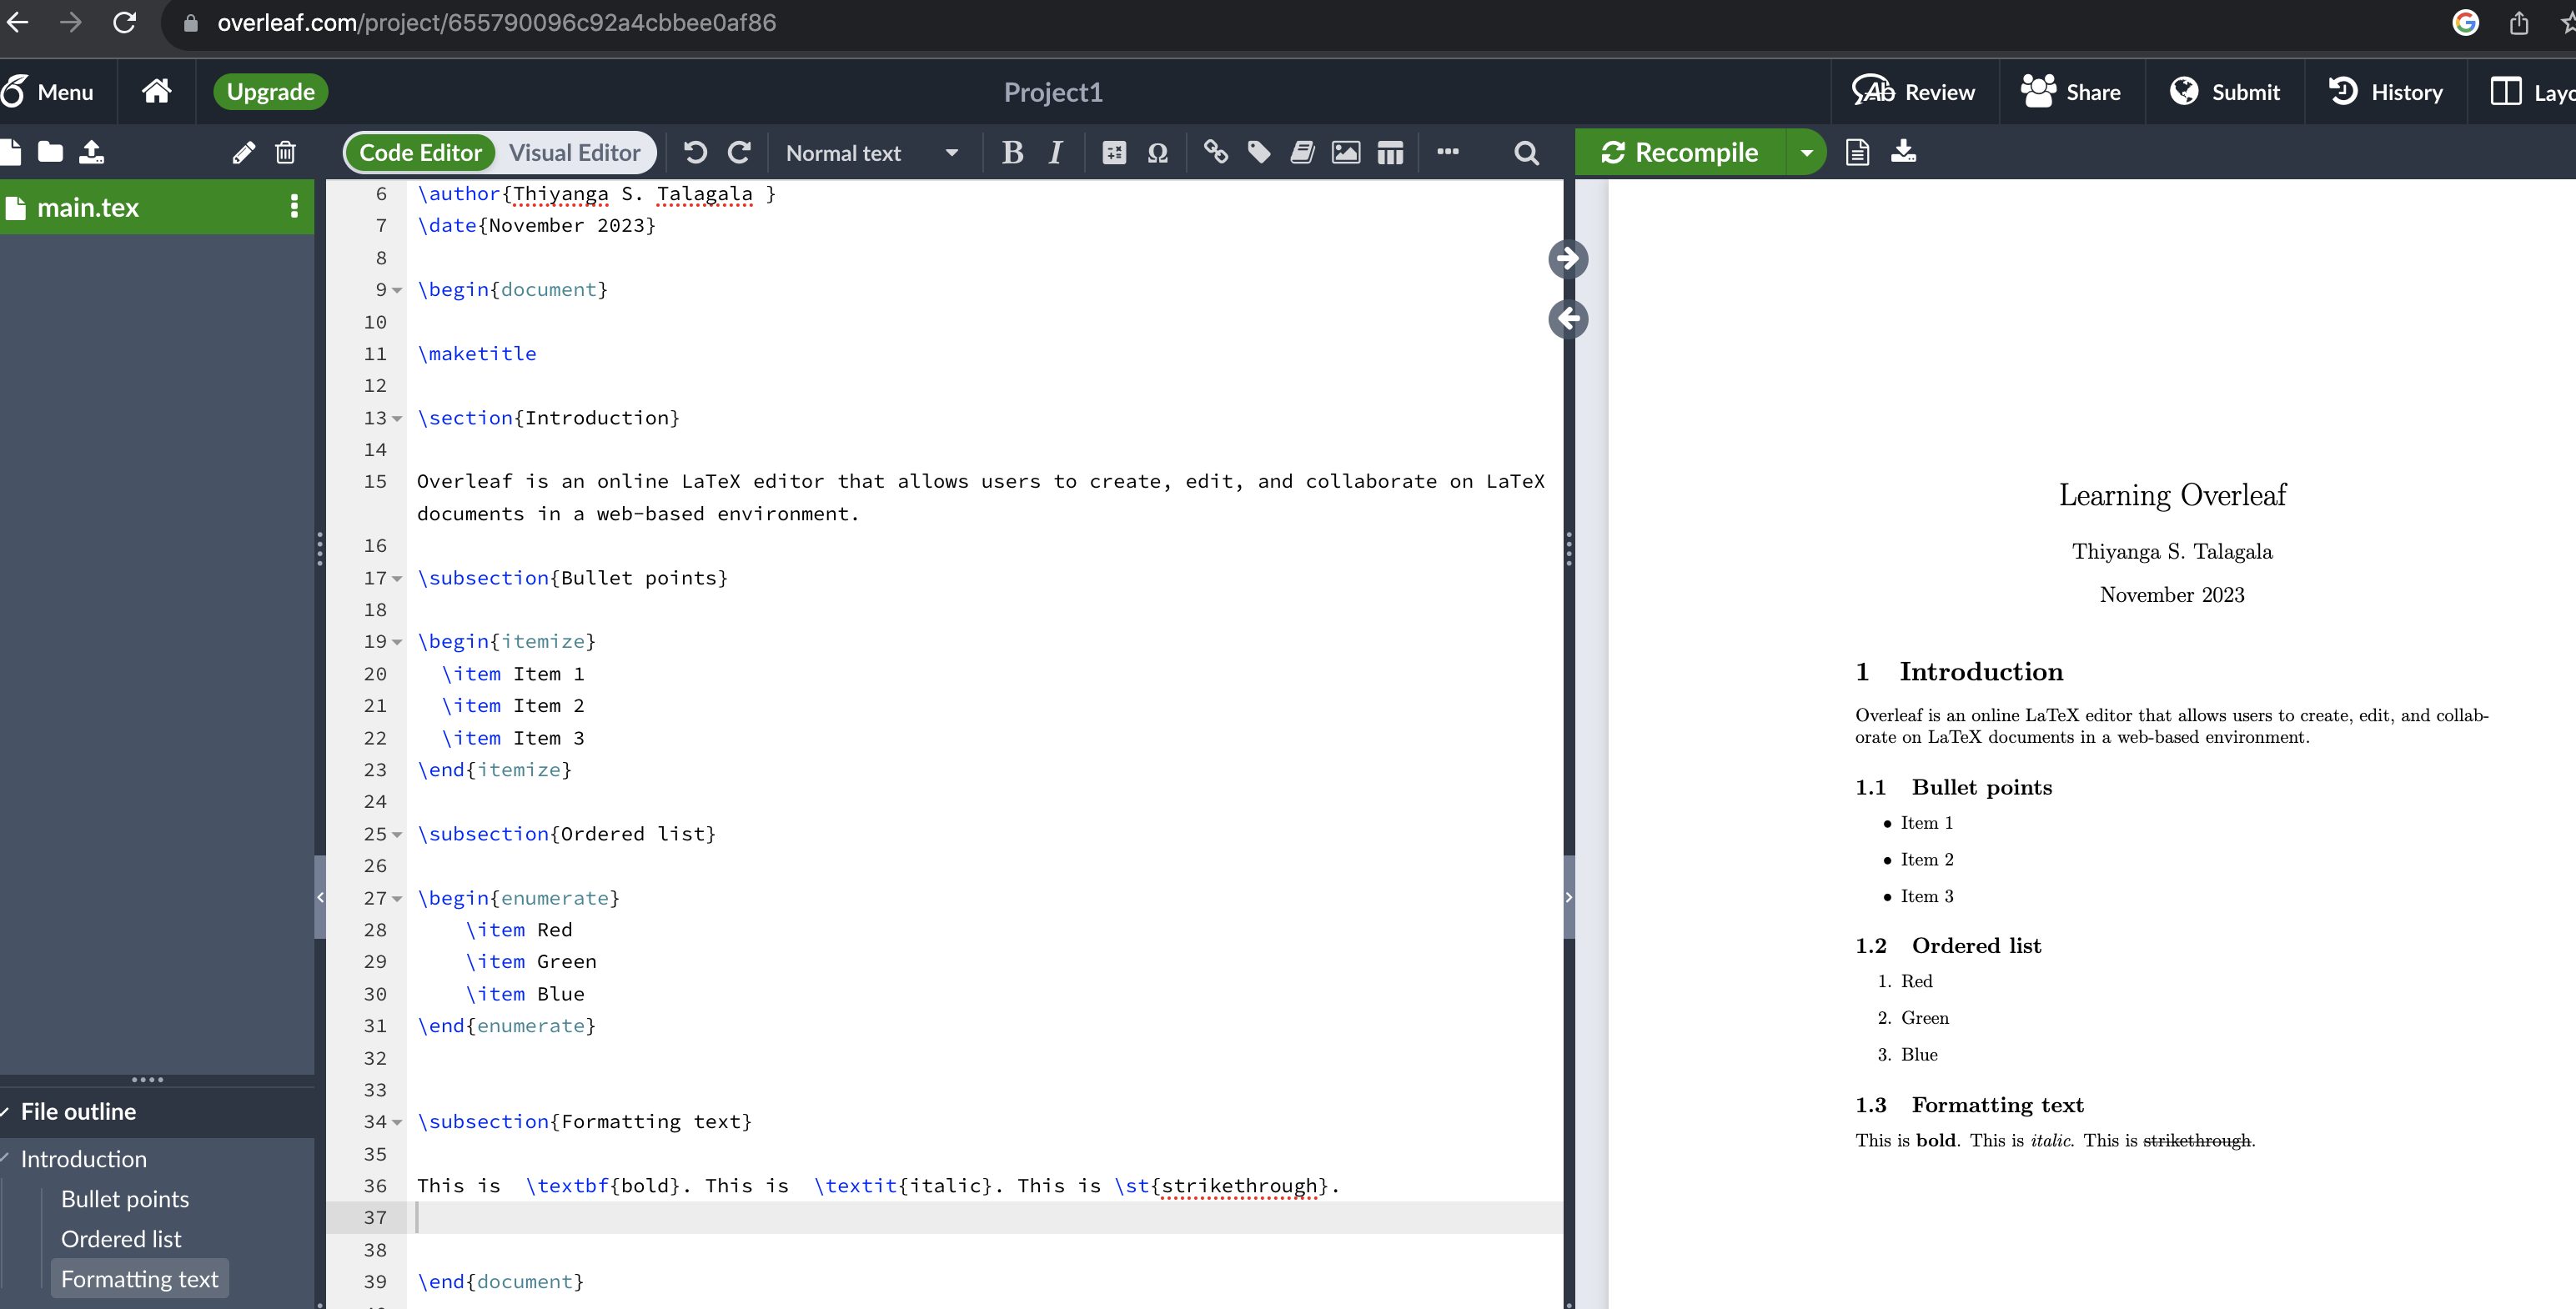 overleaf.com/project/655790096c92a4cbbee0af86
Menu
Upgrade
Project1
Review
Share
Submit
History
Code Editor
Visual Editor
Normal text
B
I
Ω
Recompile
main.tex
File outline
Introduction
Bullet points
Ordered list
Formatting text
6 \author{Thiyanga S. Talagala }
7 \date{November 2023}
8
9 \begin{document}
10
11 \maketitle
12
13 \section{Introduction}
14
15 Overleaf is an online LaTeX editor that allows users to create, edit, and collaborate on LaTeX
documents in a web-based environment.
16
17 \subsection{Bullet points}
18
19 \begin{itemize}
20 \item Item 1
21 \item Item 2
22 \item Item 3
23 \end{itemize}
24
25 \subsection{Ordered list}
26
27 \begin{enumerate}
28 \item Red
29 \item Green
30 \item Blue
31 \end{enumerate}
32
33
34 \subsection{Formatting text}
35
36 This is  \textbf{bold}. This is  \textit{italic}. This is \st{strikethrough}.
37
38
39 \end{document}
Learning Overleaf
Thiyanga S. Talagala
November 2023
1 Introduction
Overleaf is an online LaTeX editor that allows users to create, edit, and collab-
orate on LaTeX documents in a web-based environment.
1.1 Bullet points
• Item 1
• Item 2
• Item 3
1.2 Ordered list
1. Red
2. Green
3. Blue
1.3 Formatting text
This is bold. This is italic. This is strikethrough.